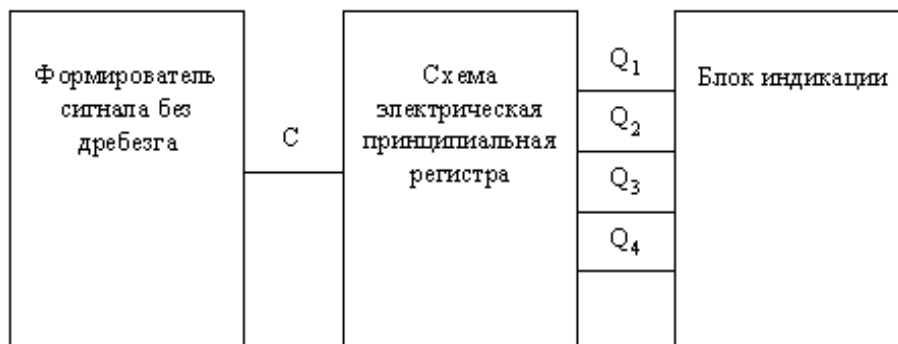 Формирователь
сигнала без
дребезга
C
Схема
электрическая
принципиальная
регистра
Q1
Q2
Q3
Q4
Блок индикации